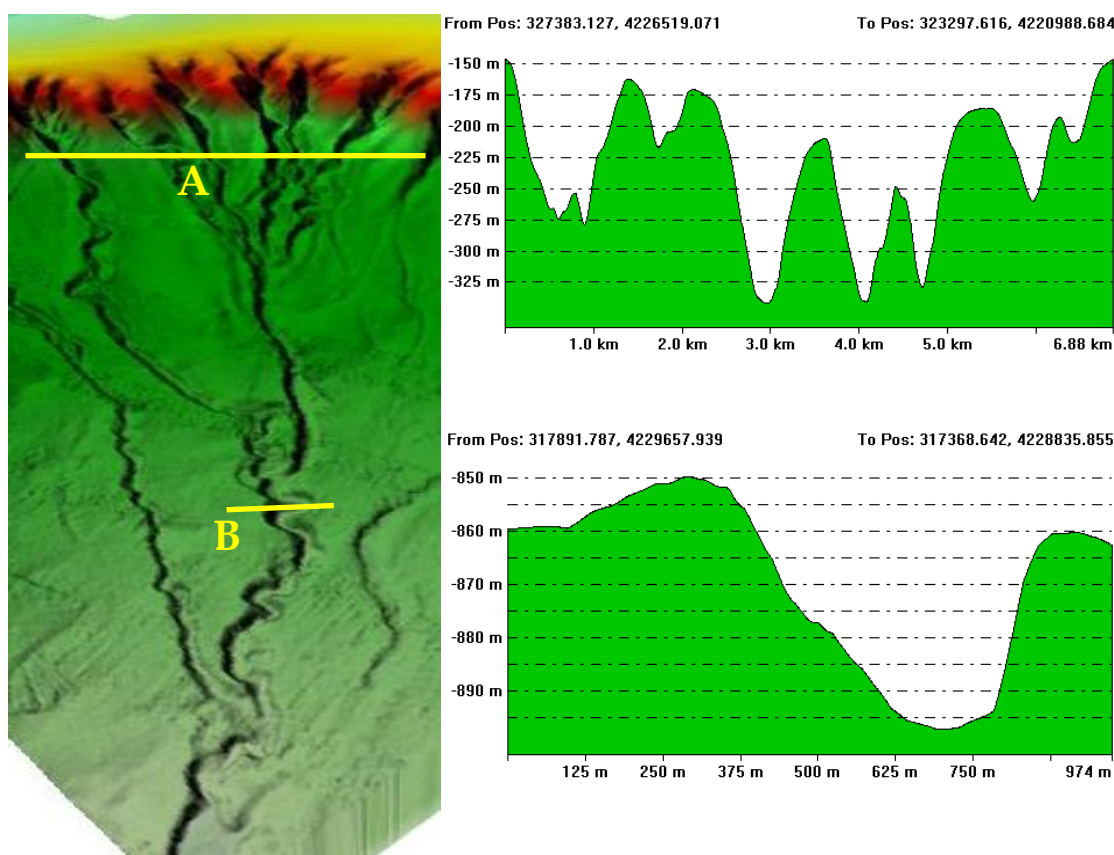 A
B
From Pos: 327383.127, 4226519.071 To Pos: 323297.616, 4220988.684
-150 m
-175 m
-200 m
-225 m
-250 m
-275 m
-300 m
-325 m
1.0 km 2.0 km 3.0 km 4.0 km 5.0 km 6.88 km
From Pos: 317891.787, 4229657.939 To Pos: 317368.642, 4228835.855
-850 m
-860 m
-870 m
-880 m
-890 m
125 m 250 m 375 m 500 m 625 m 750 m 974 m